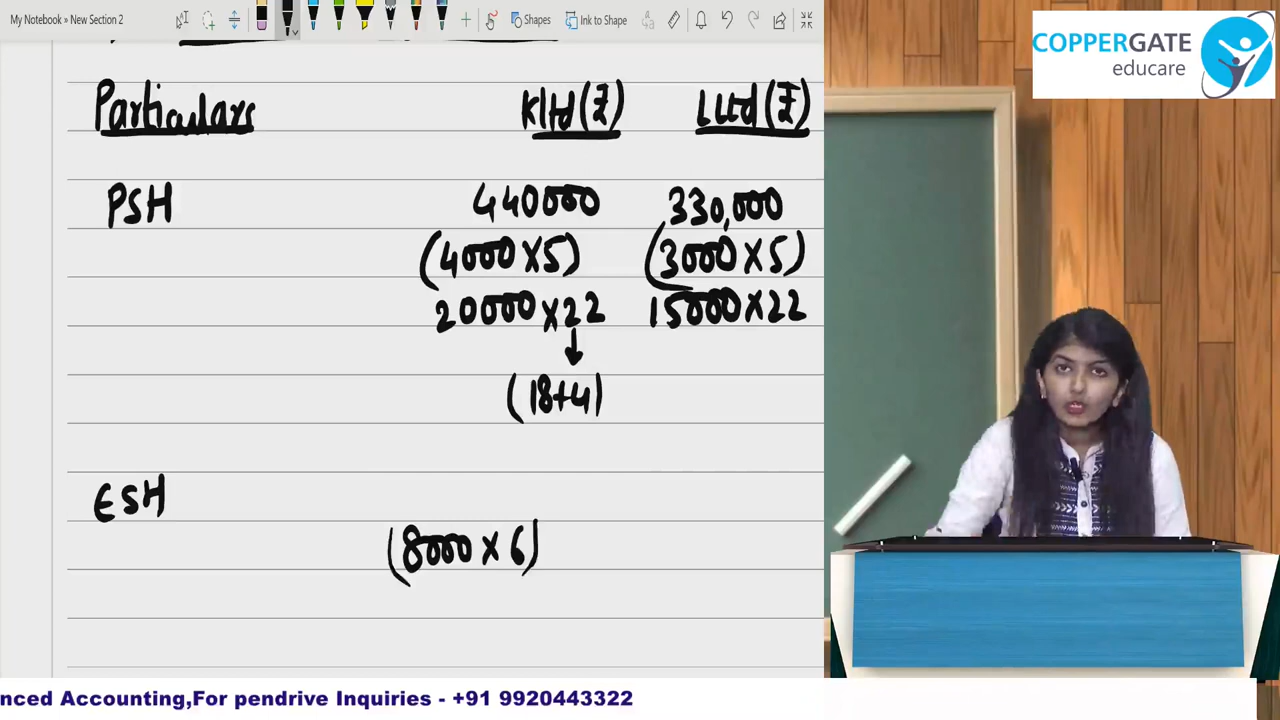 My Notebook » New Section 2
Shapes
Ink to Shape
COPPERGATE
educare
Particulars K Ltd (₹) L Ltd (₹)
PSH 440000 330,000
(4000 × 5) (3000 × 5)
20000 × 22 15000 × 22
(18+4)
ESH
(8000 × 6)
nced Accounting,For pendrive Inquiries - +91 9920443322